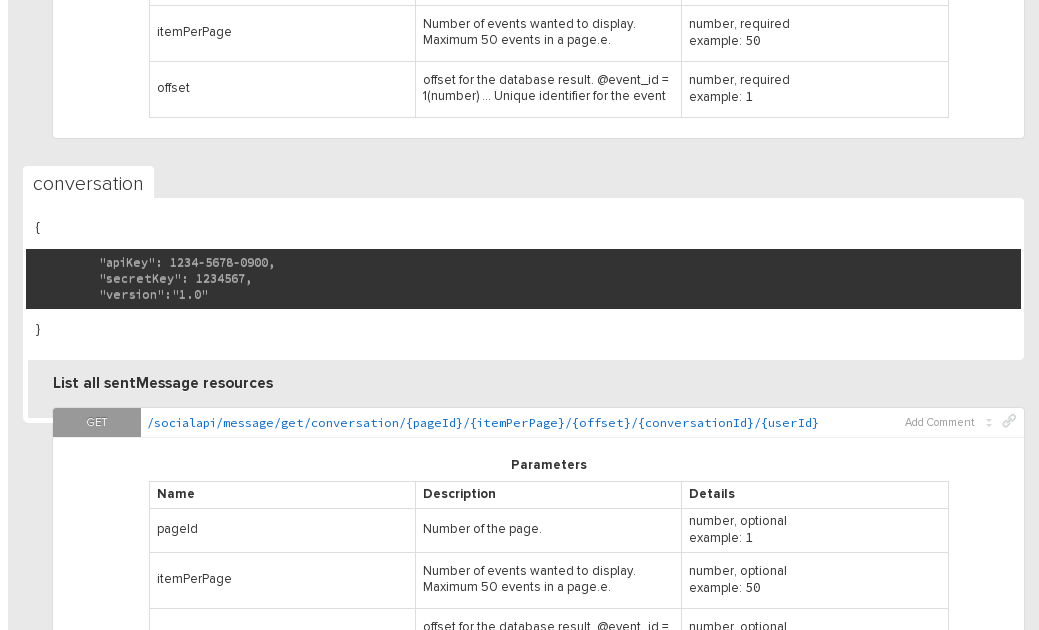 itemPerPage
Number of events wanted to display.
Maximum 50 events in a page.e.
number, required
example: 50
offset
offset for the database result. @event_id =
1(number) ... Unique identifier for the event
number, required
example: 1
conversation
{
"apiKey": 1234-5678-0900,
"secretKey": 1234567,
"version":"1.0"
}
List all sentMessage resources
GET /socialapi/message/get/conversation/{pageId}/{itemPerPage}/{offset}/{conversationId}/{userId} Add Comment
Parameters
Name Description Details
pageId
Number of the page.
number, optional
example: 1
itemPerPage
Number of events wanted to display.
Maximum 50 events in a page.e.
number, optional
example: 50
offset for the database result. @event_id =
number, optional